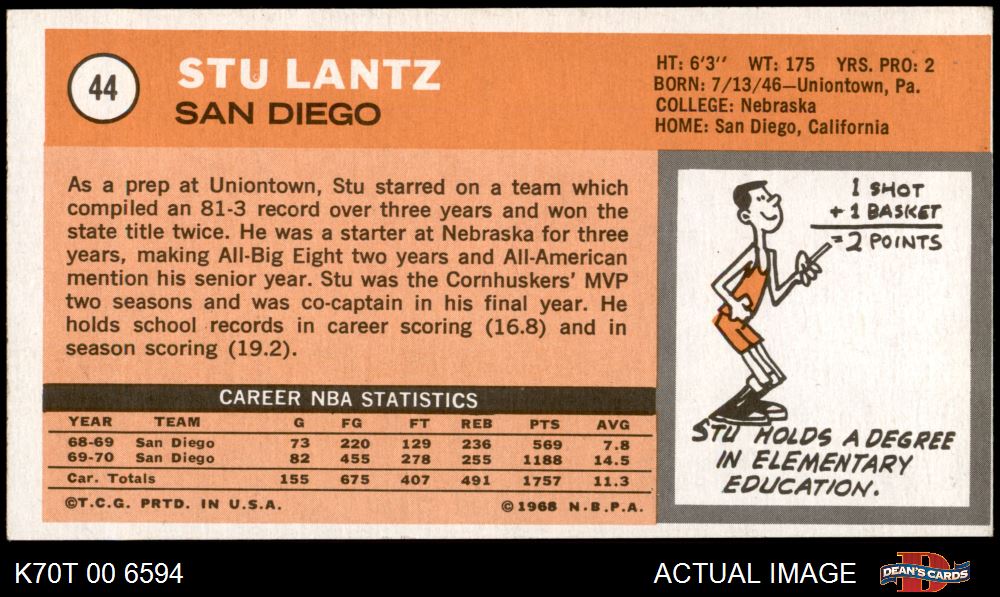 44
STU LANTZ
SAN DIEGO
HT: 6'3'' WT: 175 YRS. PRO: 2
BORN: 7/13/46—Uniontown, Pa.
COLLEGE: Nebraska
HOME: San Diego, California
As a prep at Uniontown, Stu starred on a team which
compiled an 81-3 record over three years and won the
state title twice. He was a starter at Nebraska for three
years, making All-Big Eight two years and All-American
mention his senior year. Stu was the Cornhuskers' MVP
two seasons and was co-captain in his final year. He
holds school records in career scoring (16.8) and in
season scoring (19.2).
CAREER NBA STATISTICS
YEAR TEAM G FG FT REB PTS AVG
68-69 San Diego 73 220 129 236 569 7.8
69-70 San Diego 82 455 278 255 1188 14.5
Car. Totals 155 675 407 491 1757 11.3
©T.C.G. PRTD. IN U.S.A. ©1968 N.B.P.A.
1 SHOT
+ 1 BASKET
= 2 POINTS
STU HOLDS A DEGREE
IN ELEMENTARY
EDUCATION.
K70T 00 6594
ACTUAL IMAGE
D
DEAN'S CARDS